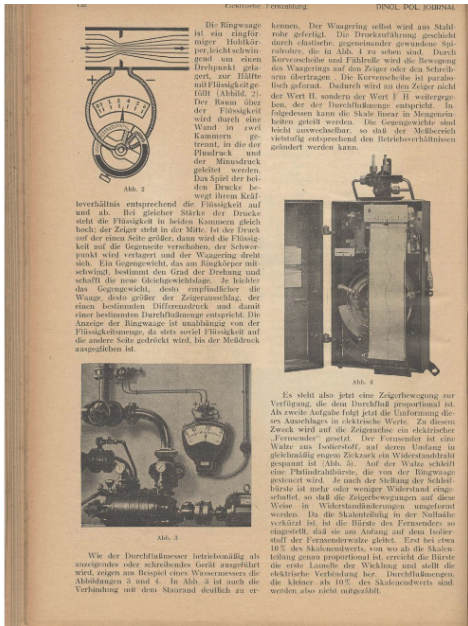 Elektrische Fernzählung.
DINGL. POL. JOURNAL
Abb. 2
Die Ringwaage
ist ein ringför-
miger Hohlkör-
per, leicht schwin-
gend um einen
Drehpunkt gela-
gert, zur Hälfte
mit Flüssigkeit ge-
füllt (Abbild. 2).
Der Raum über
der Flüssigkeit
wird durch eine
Wand in zwei
Kammern ge-
trennt, in die der
Plusdruck und
der Minusdruck
geleitet werden.
Das Spiel der bei-
den Drucke be-
wegt ihrem Kräf-
teverhältnis entsprechend die Flüssigkeit auf
und ab. Bei gleicher Stärke der Drucke
steht die Flüssigkeit in beiden Kammern gleich
hoch; der Zeiger steht in der Mitte. Ist der Druck
auf der einen Seite größer, dann wird die Flüssig-
keit auf die Gegenseite verschoben, der Schwer-
punkt wird verlagert und der Waagering dreht
sich. Ein Gegengewicht, das am Ringkörper mit-
schwingt, bestimmt den Grad der Drehung und
schafft die neue Gleichgewichtslage. Je leichter
das Gegengewicht, desto empfindlicher die
Waage, desto größer der Zeigerausschlag, der
einen bestimmten Differenzdruck und damit
einer bestimmten Durchflußmenge entspricht. Die
Anzeige der Ringwaage ist unabhängig von der
Flüssigkeitsmenge, da stets soviel Flüssigkeit auf
die andere Seite gedrückt wird, bis der Meßdruck
ausgeglichen ist.
Abb. 3
Wie der Durchflußmesser betriebsmäßig als
anzeigendes oder schreibendes Gerät ausgeführt
wird, zeigen am Beispiel eines Wassermessers die
Abbildungen 3 und 4. In Abb. 3 ist auch die
Verbindung mit dem Staurand deutlich zu er-
kennen. Der Waagering selbst wird aus Stahl-
rohr gefertigt. Die Druckzuführung geschieht
durch elastische, gegeneinander gewundene Spi-
ralrohre, die in Abb. 4 zu sehen sind. Durch
Kurvenscheibe und Fühlrolle wird die Bewegung
des Waagerings auf den Zeiger oder den Schreib-
arm übertragen. Die Kurvenscheibe ist parabo-
lisch geformt. Dadurch wird an den Zeiger nicht
der Wert H, sondern der Wert √H weitergege-
ben, der der Durchflußmenge entspricht. In-
folgedessen kann die Skale linear in Mengenein-
heiten geteilt werden. Die Gegengewichte sind
leicht auswechselbar, so daß der Meßbereich
vielstufig entsprechend den Betriebsverhältnissen
geändert werden kann.
Abb. 4
Es steht also jetzt eine Zeigerbewegung zur
Verfügung, die dem Durchfluß proportional ist.
Als zweite Aufgabe folgt jetzt die Umformung die-
ses Ausschlages in elektrische Werte. Zu diesem
Zweck wird auf die Zeigerachse ein elektrischer
„Fernsender" gesetzt. Der Fernsender ist eine
Walze aus Isolierstoff, auf deren Umfang in
gleichmäßig engem Zickzack ein Widerstanddraht
gespannt ist (Abb. 5). Auf der Walze schleift
eine Platindrahtbürste, die von der Ringwaage
gesteuert wird. Je nach der Stellung der Schleif-
bürste ist mehr oder weniger Widerstand einge-
schaltet, so daß die Zeigerbewegungen auf diese
Weise in Widerstandänderungen umgeformt
werden. Da die Skalenteilung in der Nullnähe
verkürzt ist, ist die Bürste des Fernsenders so
eingestellt, daß sie am Anfang auf dem Isolier-
stoff der Fernsenderwalze gleitet. Erst bei etwa
10% des Skalenendwerts, von wo ab die Skalen-
teilung genau proportional ist, erreicht die Bürste
die erste Lamelle der Wicklung und stellt die
elektrische Verbindung her. Durchflußmengen,
die kleiner als 10% des Skalenendwerts sind,
werden also nicht mitgezählt.